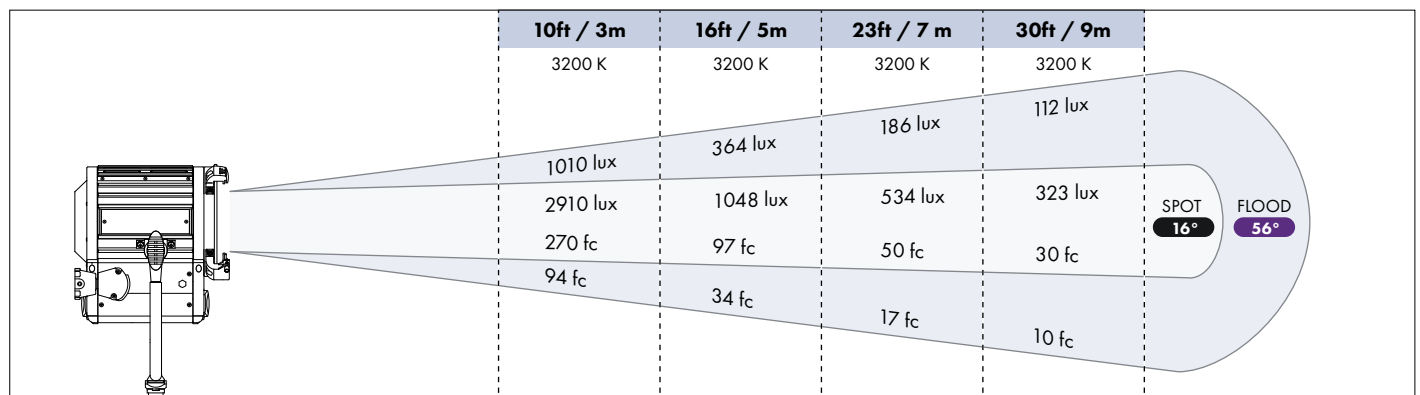 10ft / 3m 16ft / 5m 23ft / 7 m 30ft / 9m
3200 K 3200 K 3200 K 3200 K
1010 lux 364 lux 186 lux 112 lux
2910 lux 1048 lux 534 lux 323 lux
SPOT FLOOD
16° 56°
270 fc 97 fc 50 fc 30 fc
94 fc 34 fc 17 fc 10 fc